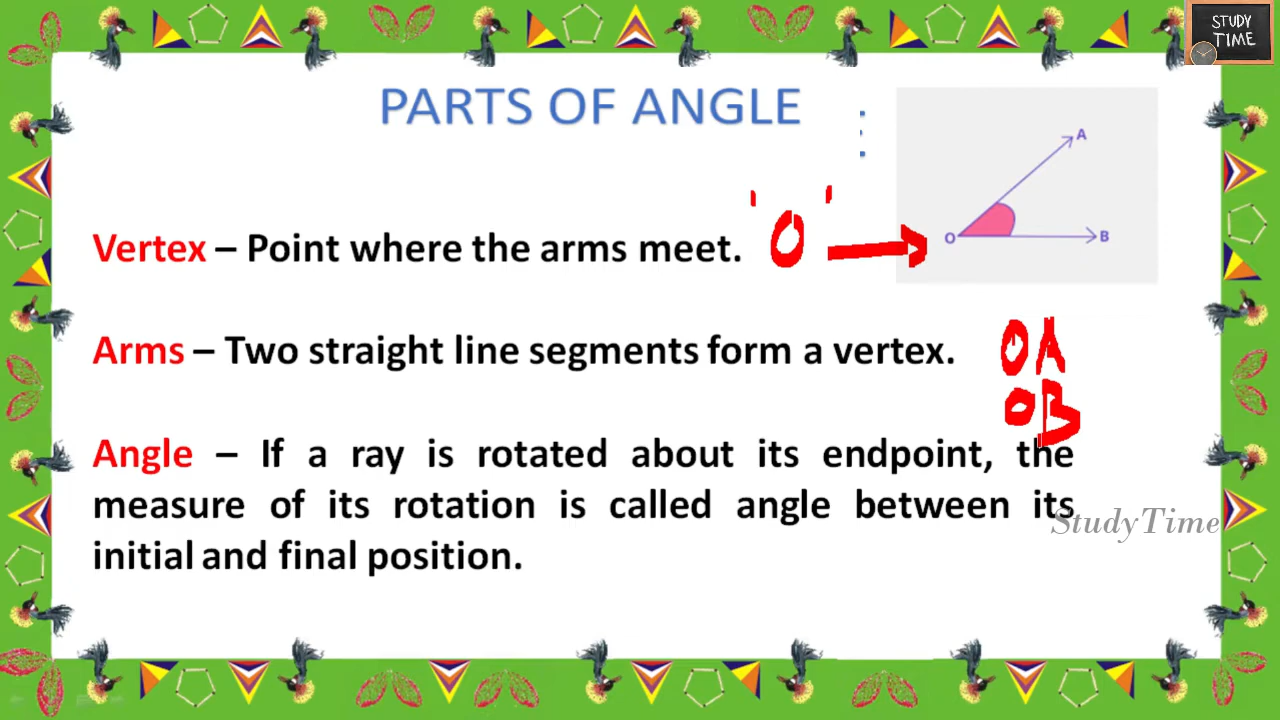 STUDY
TIME
PARTS OF ANGLE
A
O
B
Vertex – Point where the arms meet. 'O'
Arms – Two straight line segments form a vertex. OA
OB
Angle – If a ray is rotated about its endpoint, the
measure of its rotation is called angle between its
initial and final position.
StudyTime